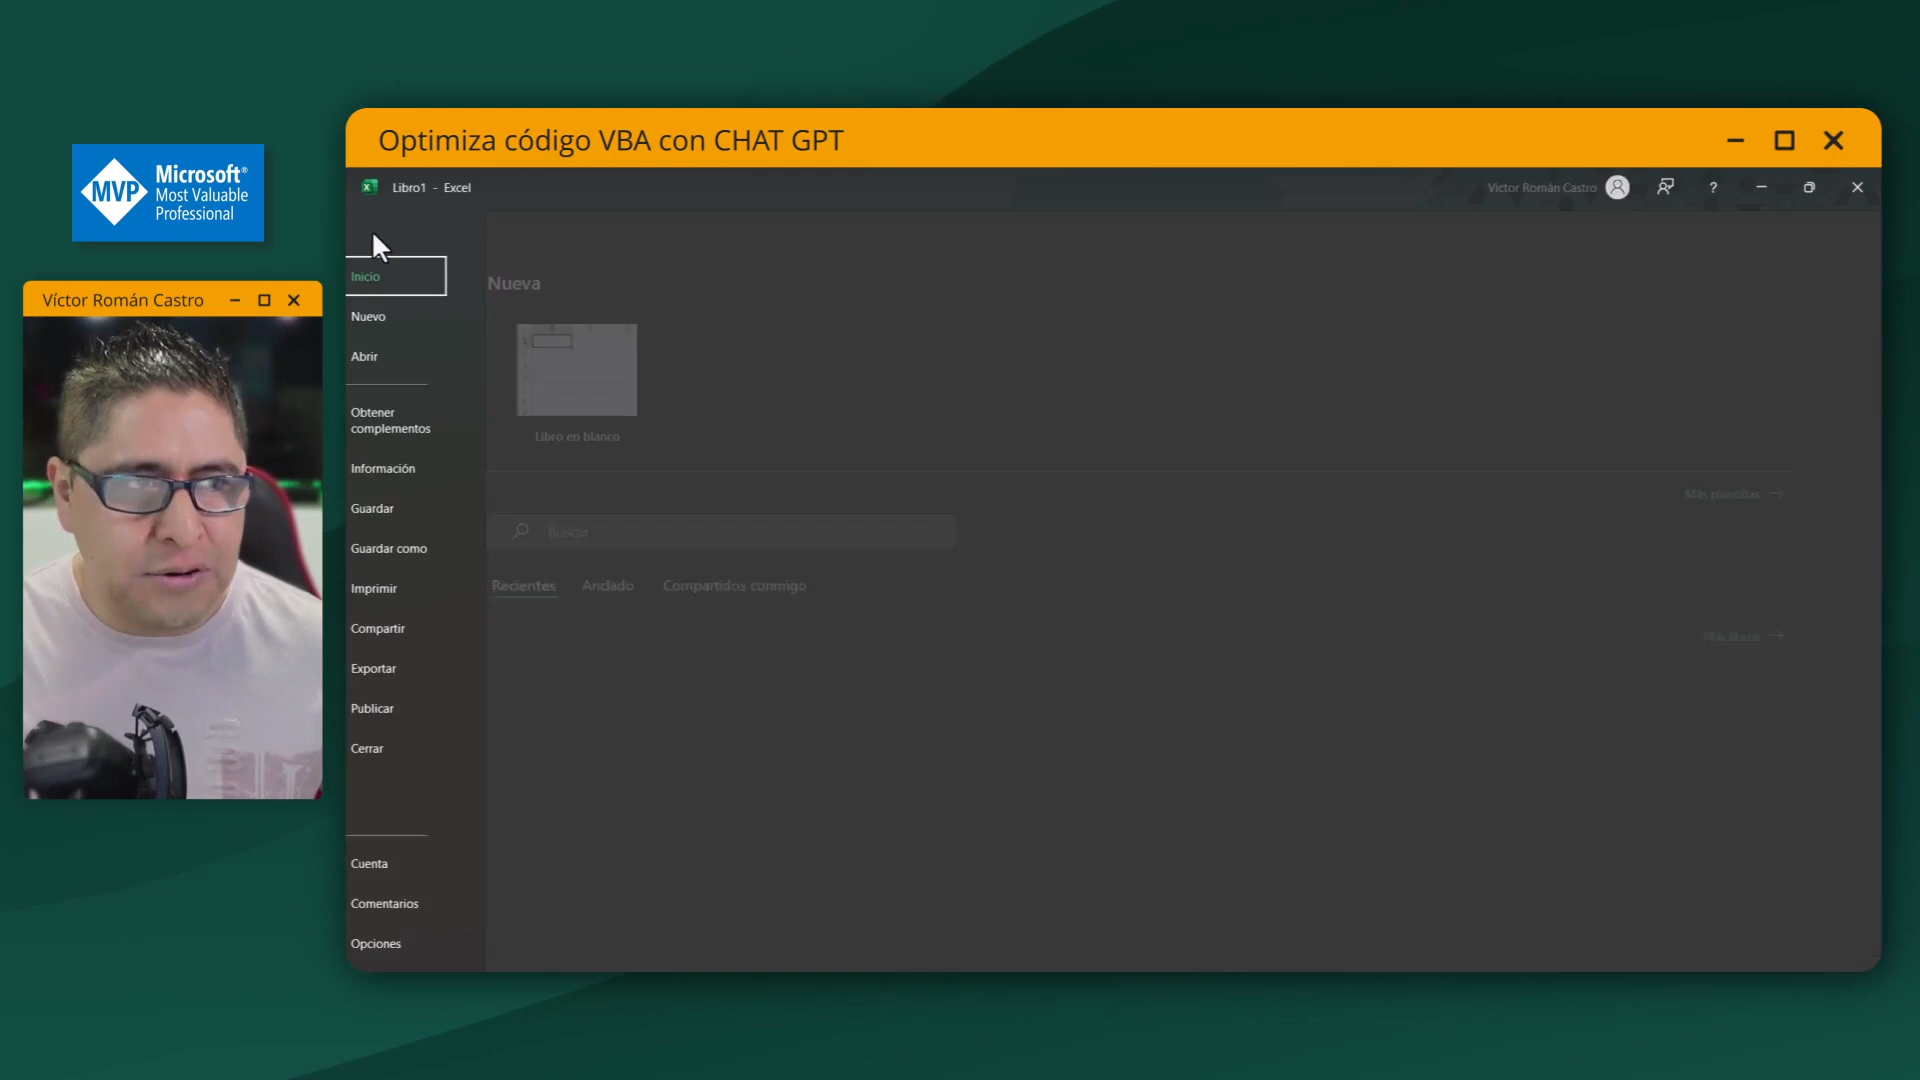 Optimiza código VBA con CHAT GPT
MVP
Microsoft®
Most Valuable
Professional
Libro1 - Excel
Víctor Román Castro
?
Víctor Román Castro
Inicio
Nuevo
Abrir
Obtener
complementos
Información
Guardar
Guardar como
Imprimir
Compartir
Exportar
Publicar
Cerrar
Cuenta
Comentarios
Opciones
Nueva
Libro en blanco
Más plantillas
Buscar
Recientes
Anclado
Compartidos conmigo